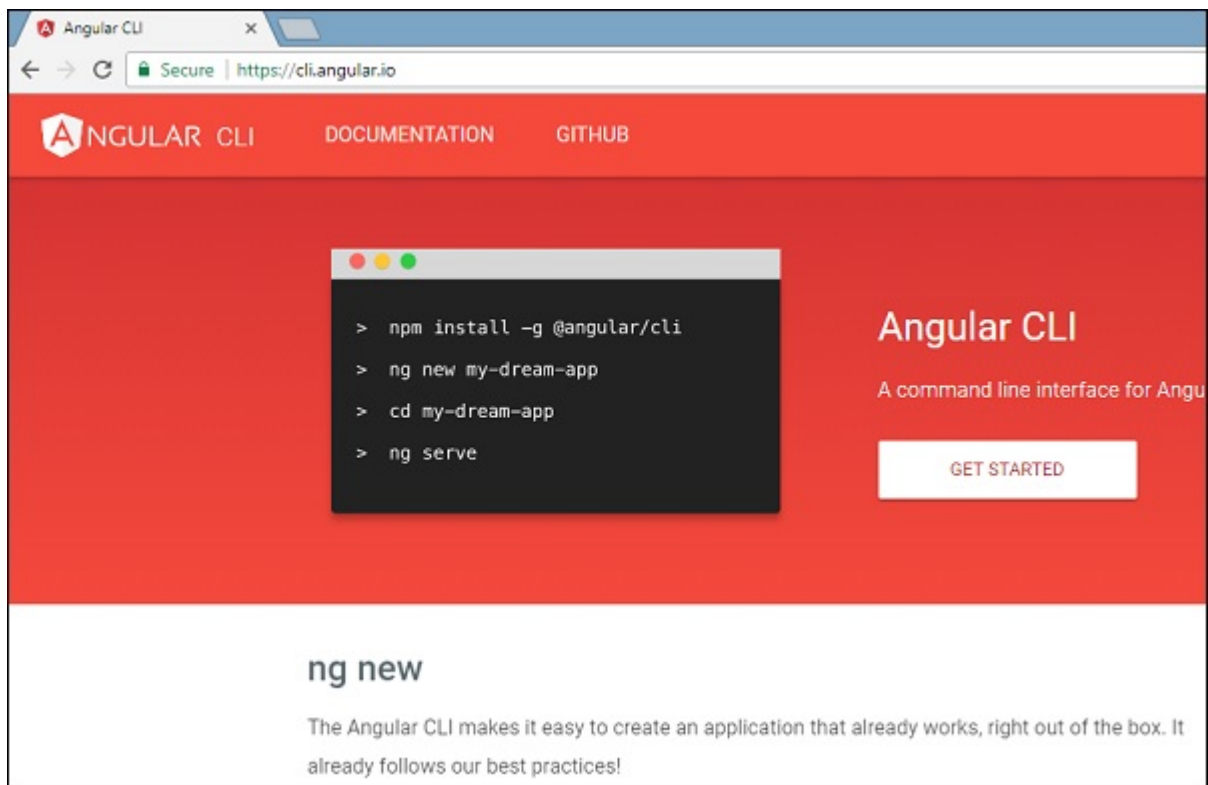 Angular CLI
Secure | https://cli.angular.io
ANGULAR CLI DOCUMENTATION GITHUB
> npm install -g @angular/cli
> ng new my-dream-app
> cd my-dream-app
> ng serve
Angular CLI
A command line interface for Angu
GET STARTED
ng new
The Angular CLI makes it easy to create an application that already works, right out of the box. It
already follows our best practices!